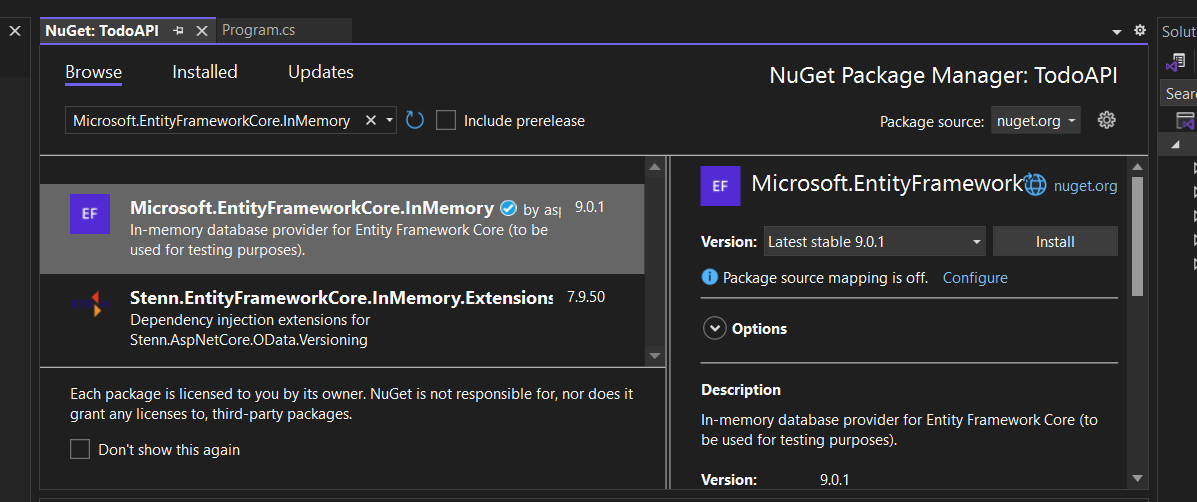 NuGet: TodoAPI
Program.cs
Solut
Browse
Installed
Updates
NuGet Package Manager: TodoAPI
Sear
Microsoft.EntityFrameworkCore.InMemory
Include prerelease
Package source:
nuget.org
EF
Microsoft.EntityFrameworkCore.InMemory
by asp
9.0.1
In-memory database provider for Entity Framework Core (to be
used for testing purposes).
Stenn.EntityFrameworkCore.InMemory.Extensions
7.9.50
Dependency injection extensions for
Stenn.AspNetCore.OData.Versioning
Each package is licensed to you by its owner. NuGet is not responsible for, nor does it
grant any licenses to, third-party packages.
Don't show this again
EF
Microsoft.EntityFramework
nuget.org
Version:
Latest stable 9.0.1
Install
Package source mapping is off.
Configure
Options
Description
In-memory database provider for Entity Framework Core (to
be used for testing purposes).
Version:
9.0.1